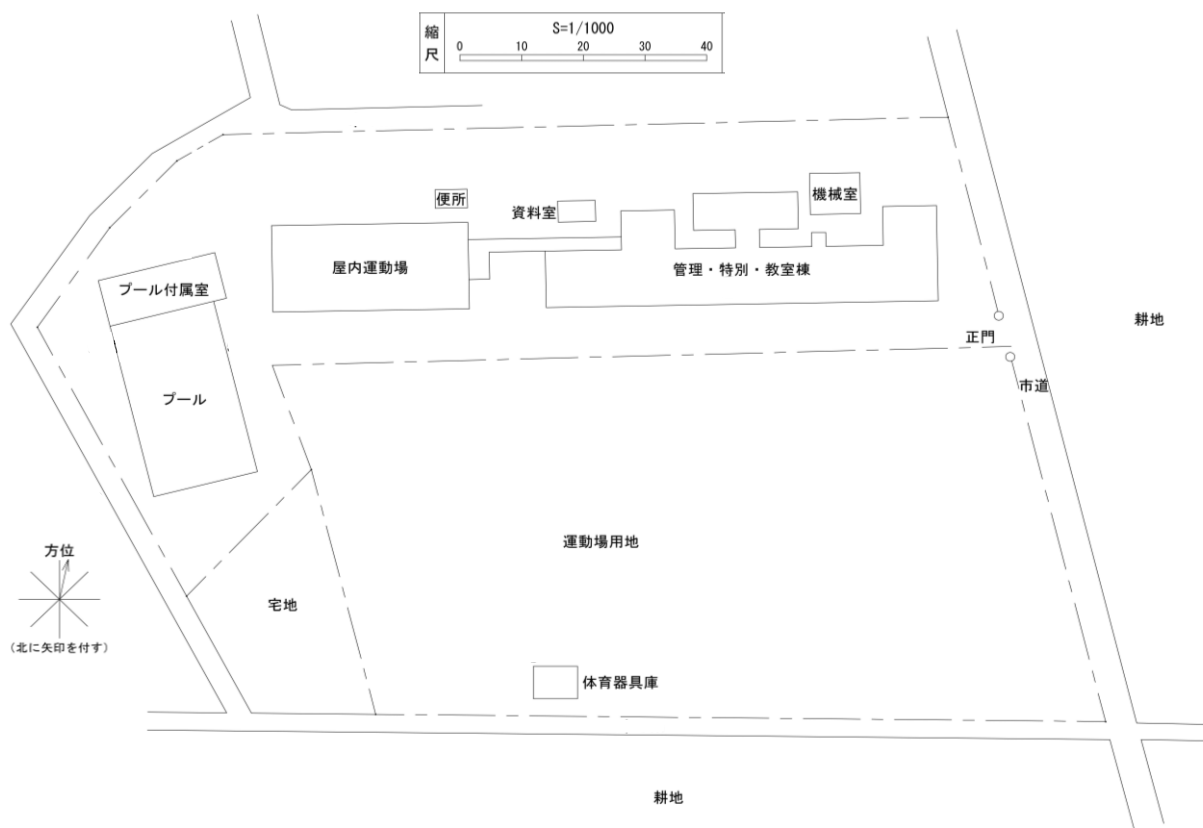 縮尺
S=1/1000
0 10 20 30 40
便所
資料室
機械室
屋内運動場
管理・特別・教室棟
プール付属室
プール
正門
市道
耕地
運動場用地
方位
(北に矢印を付す)
宅地
体育器具庫
耕地